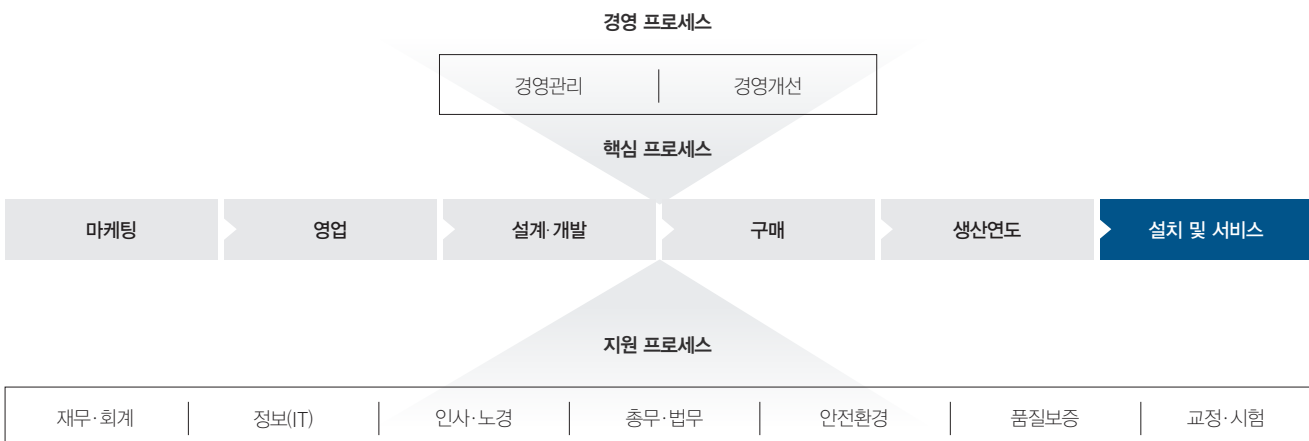 경영 프로세스
경영관리 경영개선
핵심 프로세스
마케팅 영업 설계·개발 구매 생산연도 설치 및 서비스
지원 프로세스
재무·회계 정보(IT) 인사·노경 총무·법무 안전환경 품질보증 교정·시험